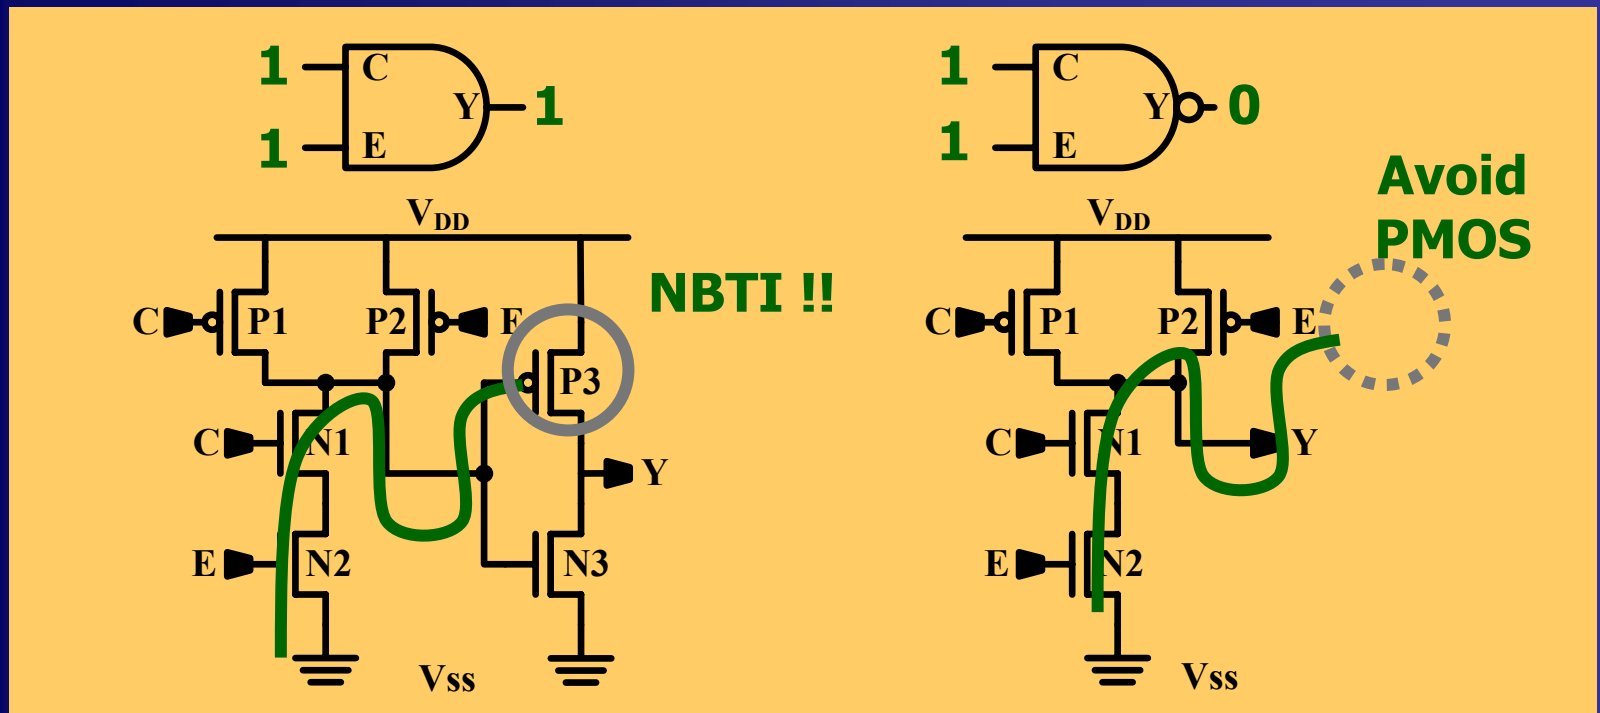 1 C
Y 1
1 E
1 C
Y 0
1 E
Avoid
PMOS
VDD
VDD
NBTI !!
C P1 P2 E
P3
C N1
Y
E N2 N3
Vss
C P1 P2 E
C N1 Y
E N2
Vss